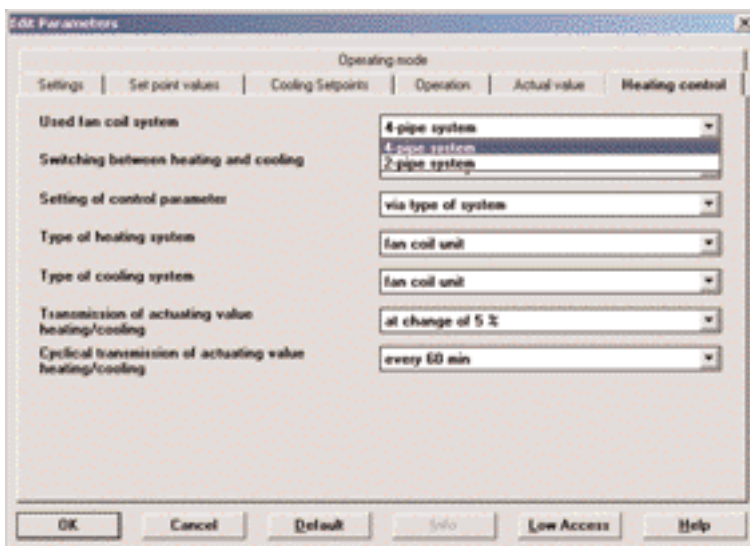 Edit Parameters
Operating mode
Settings Set point values Cooling Setpoints Operation Actual value Heating control
Used fan coil system 4-pipe system
4-pipe system
Switching between heating and cooling 2-pipe system
Setting of control parameter via type of system
Type of heating system fan coil unit
Type of cooling system fan coil unit
Transmission of actuating value
heating/cooling at change of 5 %
Cyclical transmission of actuating value
heating/cooling every 60 min
OK Cancel Default Info Low Access Help